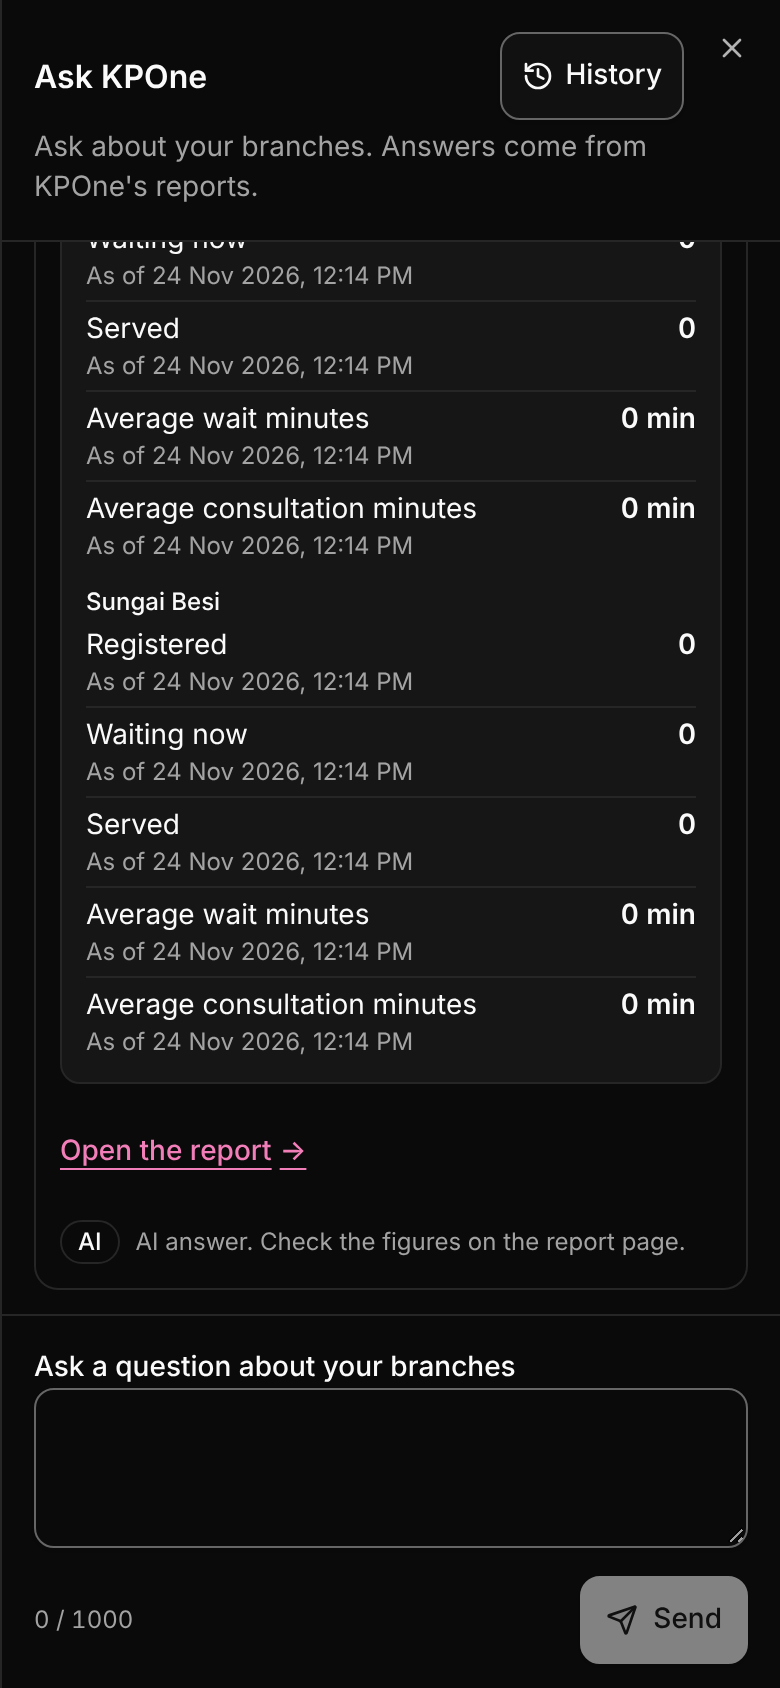 Ask KPOne
History
Ask about your branches. Answers come from
KPOne's reports.
Waiting now 0
As of 24 Nov 2026, 12:14 PM
Served 0
As of 24 Nov 2026, 12:14 PM
Average wait minutes 0 min
As of 24 Nov 2026, 12:14 PM
Average consultation minutes 0 min
As of 24 Nov 2026, 12:14 PM
Sungai Besi
Registered 0
As of 24 Nov 2026, 12:14 PM
Waiting now 0
As of 24 Nov 2026, 12:14 PM
Served 0
As of 24 Nov 2026, 12:14 PM
Average wait minutes 0 min
As of 24 Nov 2026, 12:14 PM
Average consultation minutes 0 min
As of 24 Nov 2026, 12:14 PM
Open the report →
AI AI answer. Check the figures on the report page.
Ask a question about your branches
0 / 1000
Send